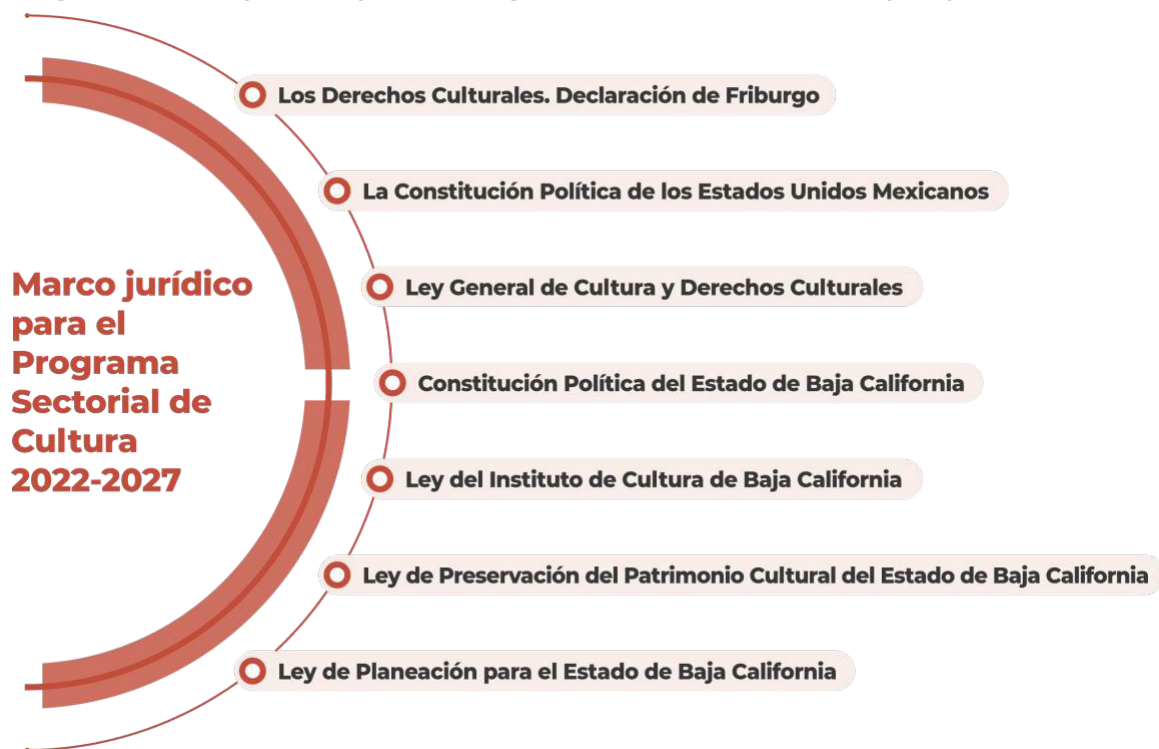 Marco jurídico
para el
Programa
Sectorial de
Cultura
2022-2027
Los Derechos Culturales. Declaración de Friburgo
La Constitución Política de los Estados Unidos Mexicanos
Ley General de Cultura y Derechos Culturales
Constitución Política del Estado de Baja California
Ley del Instituto de Cultura de Baja California
Ley de Preservación del Patrimonio Cultural del Estado de Baja California
Ley de Planeación para el Estado de Baja California